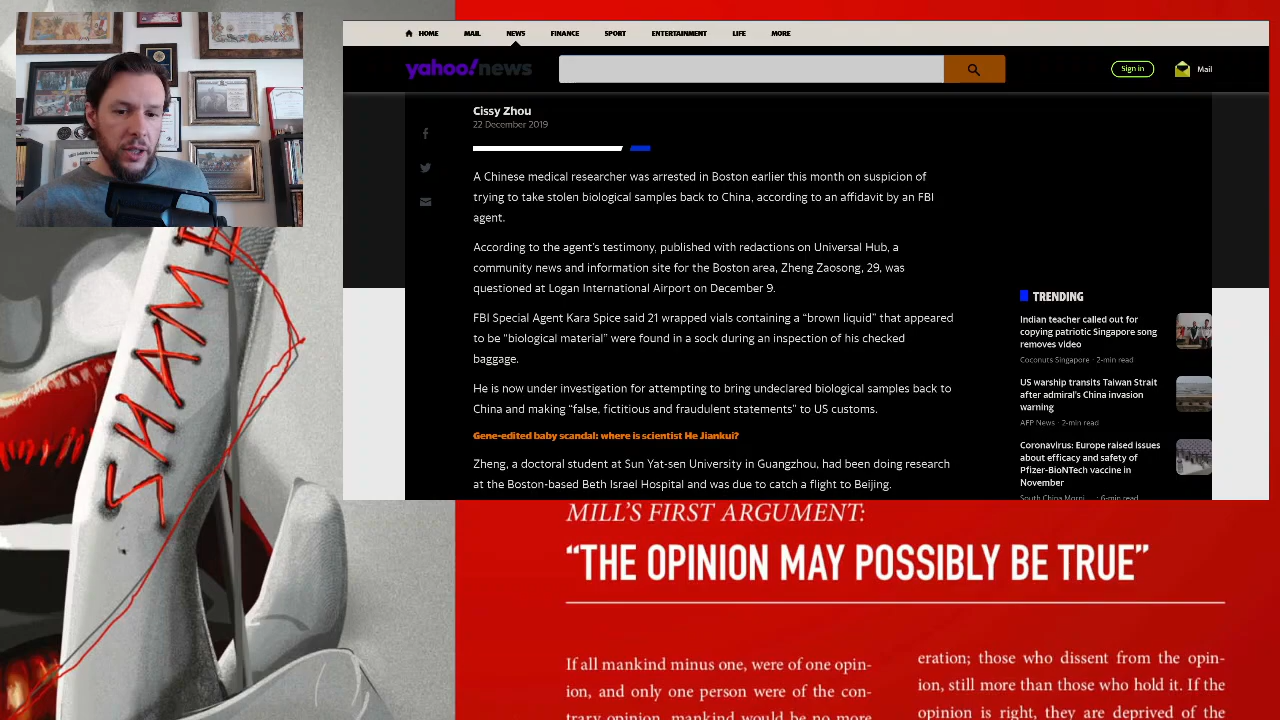 HOME MAIL NEWS FINANCE SPORT ENTERTAINMENT LIFE MORE
yahoo!news
Sign in
Mail
Cissy Zhou
22 December 2019
A Chinese medical researcher was arrested in Boston earlier this month on suspicion of
trying to take stolen biological samples back to China, according to an affidavit by an FBI
agent.
According to the agent’s testimony, published with redactions on Universal Hub, a
community news and information site for the Boston area, Zheng Zaosong, 29, was
questioned at Logan International Airport on December 9.
FBI Special Agent Kara Spice said 21 wrapped vials containing a “brown liquid” that appeared
to be “biological material” were found in a sock during an inspection of his checked
baggage.
He is now under investigation for attempting to bring undeclared biological samples back to
China and making “false, fictitious and fraudulent statements” to US customs.
Gene-edited baby scandal: where is scientist He Jiankui?
Zheng, a doctoral student at Sun Yat-sen University in Guangzhou, had been doing research
at the Boston-based Beth Israel Hospital and was due to catch a flight to Beijing.
TRENDING
Indian teacher called out for
copying patriotic Singapore song
removes video
Coconuts Singapore · 2-min read
US warship transits Taiwan Strait
after admiral's China invasion
warning
AFP News · 2-min read
Coronavirus: Europe raised issues
about efficacy and safety of
Pfizer-BioNTech vaccine in
November
South China Morni... · 6-min read
SHAME
MILL’S FIRST ARGUMENT:
“THE OPINION MAY POSSIBLY BE TRUE”
If all mankind minus one, were of one opin-
ion, and only one person were of the con-
trary opinion, mankind would be no more
eration; those who dissent from the opin-
ion, still more than those who hold it. If the
opinion is right, they are deprived of the